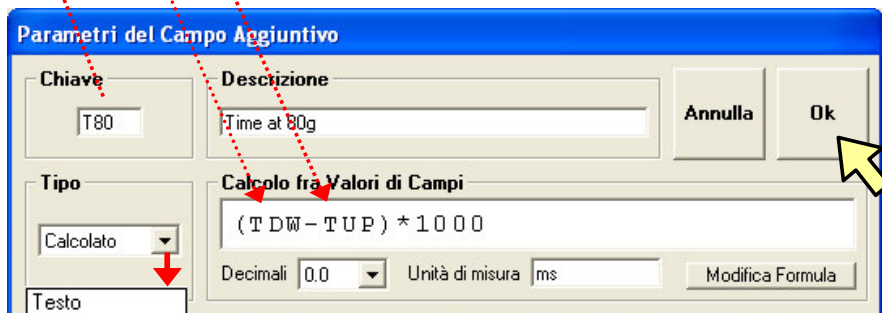 Parametri del Campo Aggiuntivo
Chiave
Descrizione
T80
Time at 80g
Annulla
Ok
Tipo
Calcolo fra Valori di Campi
Calcolato
(TDW-TUP)*1000
Decimali 0.0 Unità di misura ms
Modifica Formula
Testo